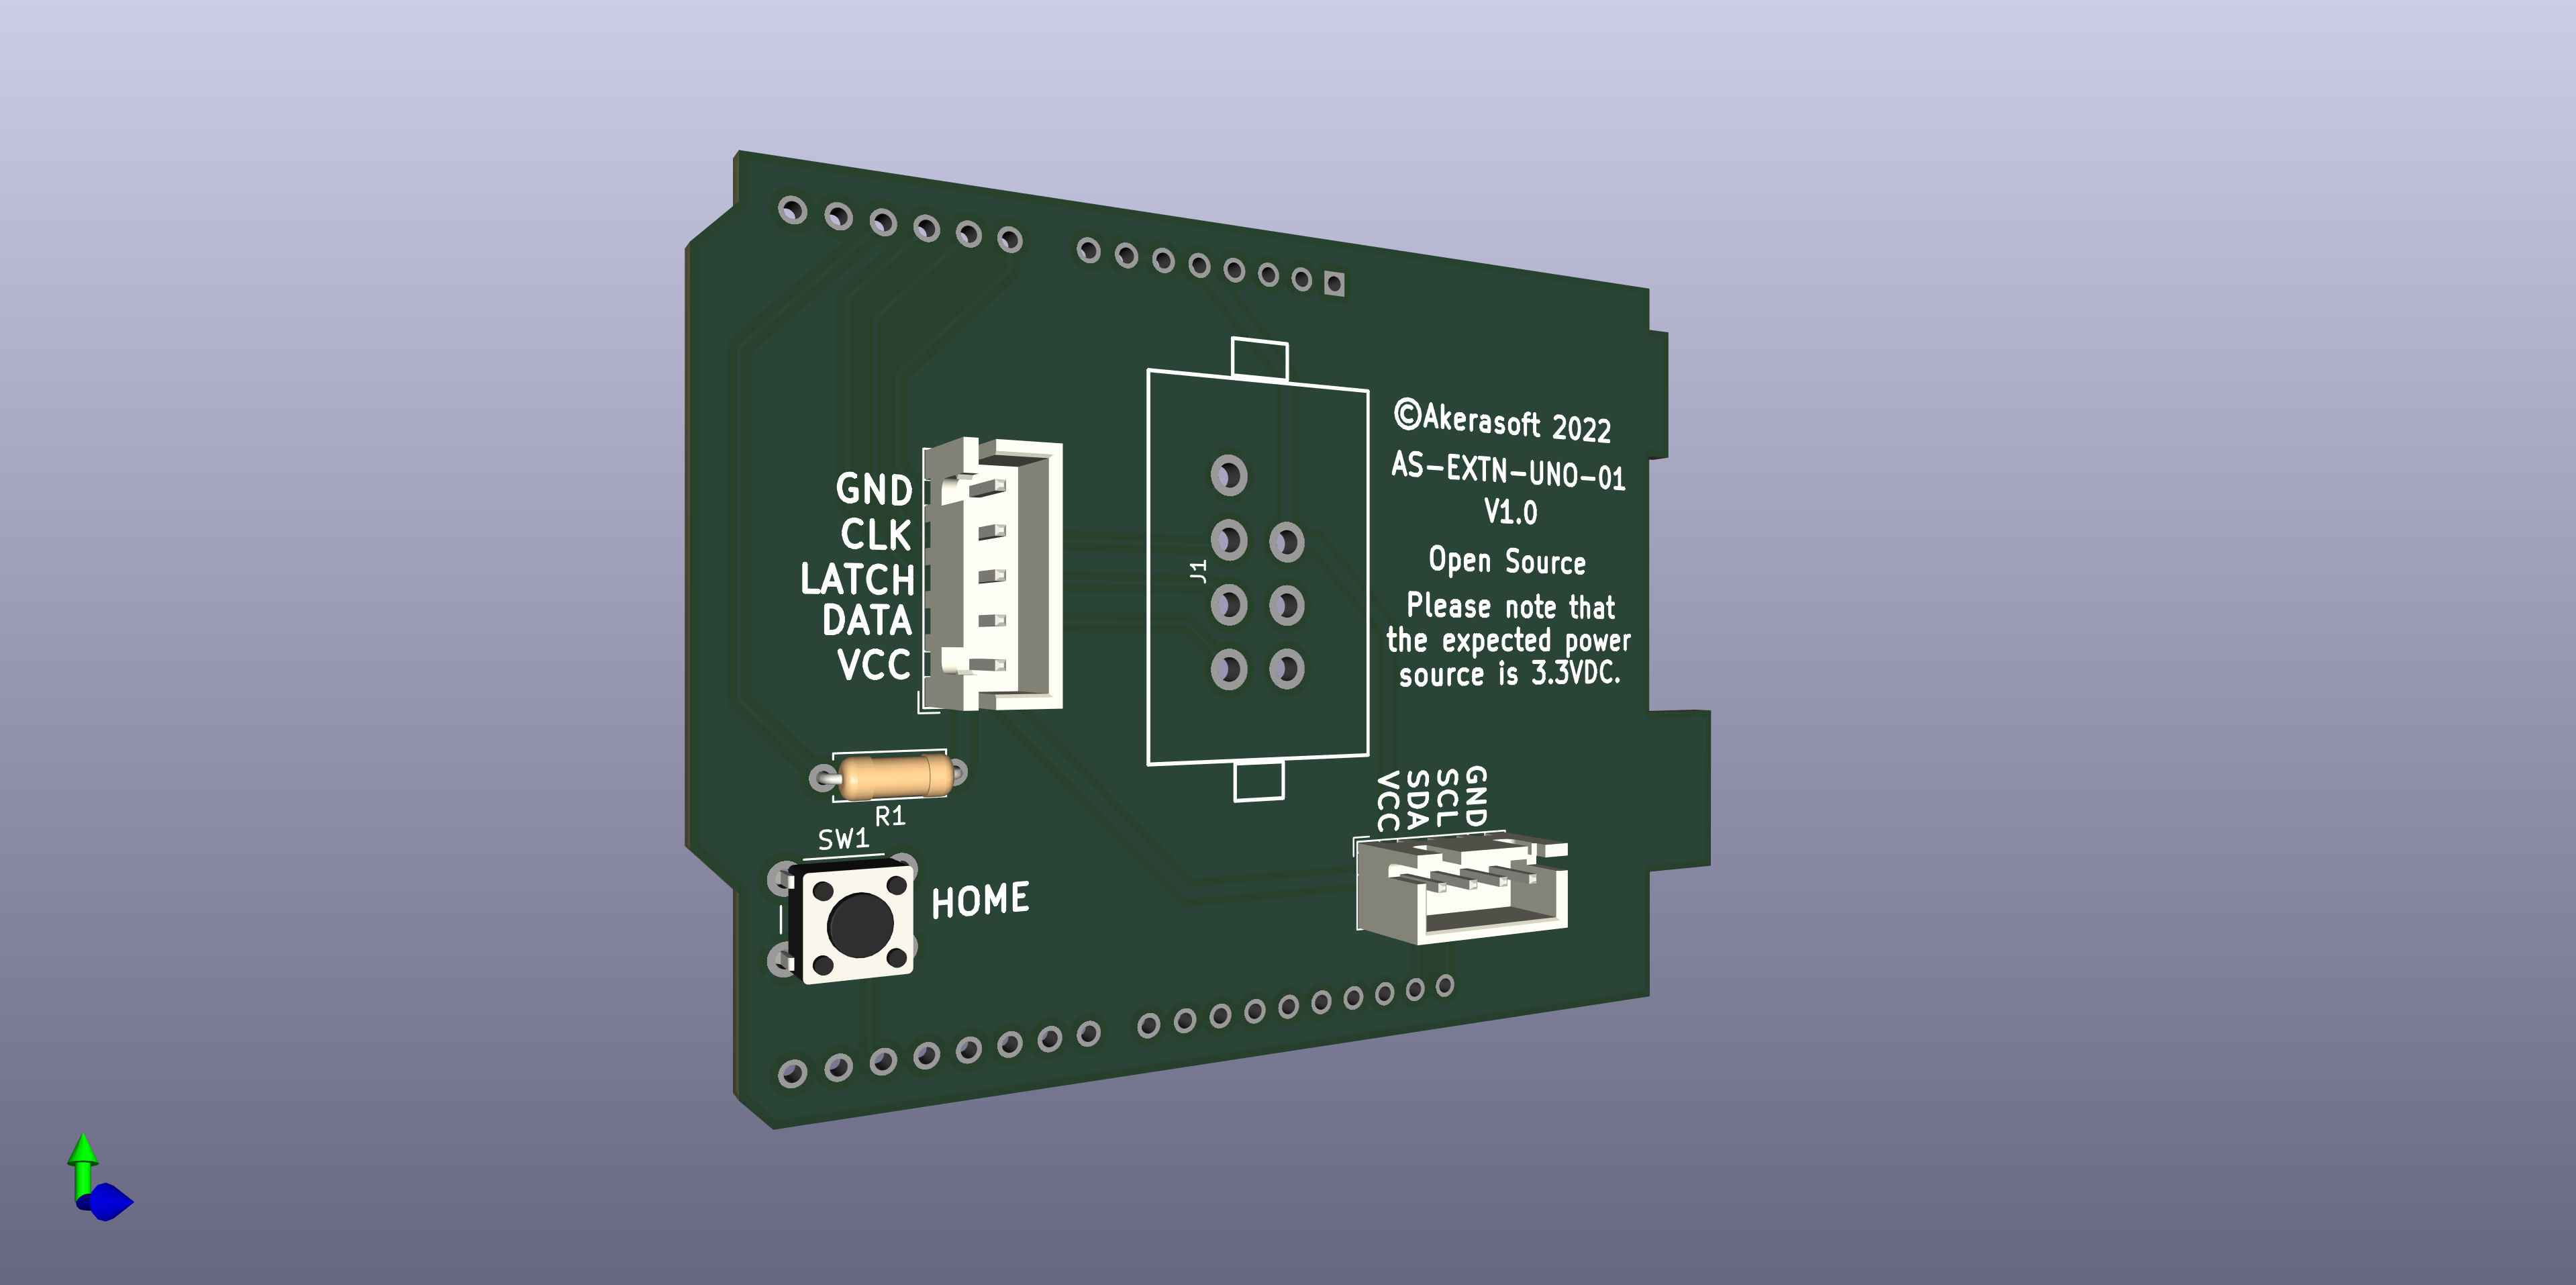 ©Akerasoft 2022
AS-EXTN-UNO-01
V1.0
Open Source
Please note that
the expected power
source is 3.3VDC.
GND
CLK
LATCH
DATA
VCC
J1
R1
SW1
HOME
VCC
SDA
SCL
GND